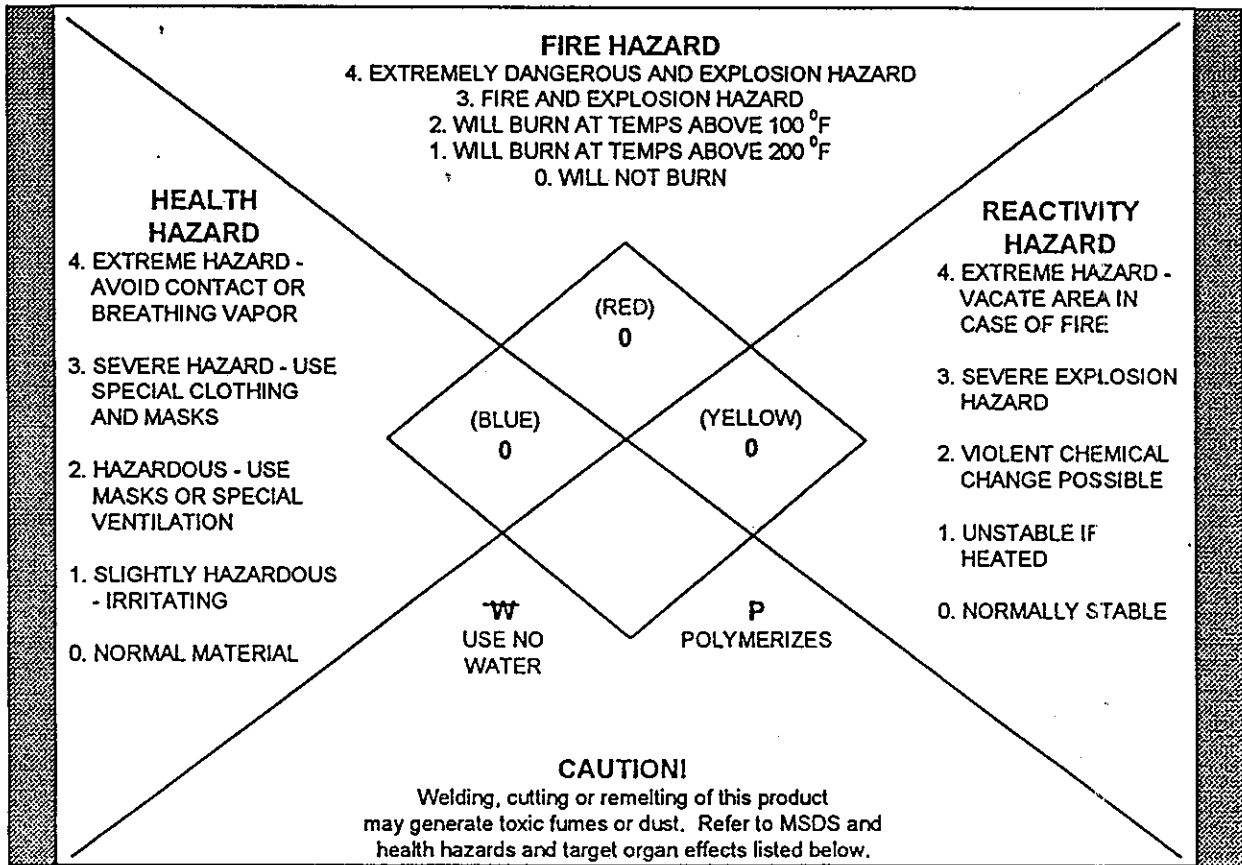 FIRE HAZARD
4. EXTREMELY DANGEROUS AND EXPLOSION HAZARD
3. FIRE AND EXPLOSION HAZARD
2. WILL BURN AT TEMPS ABOVE 100 °F
1. WILL BURN AT TEMPS ABOVE 200 °F
0. WILL NOT BURN
HEALTH
HAZARD
4. EXTREME HAZARD -
AVOID CONTACT OR
BREATHING VAPOR
3. SEVERE HAZARD - USE
SPECIAL CLOTHING
AND MASKS
2. HAZARDOUS - USE
MASKS OR SPECIAL
VENTILATION
1. SLIGHTLY HAZARDOUS
- IRRITATING
0. NORMAL MATERIAL
(RED)
0
(BLUE)
0
(YELLOW)
0
REACTIVITY
HAZARD
4. EXTREME HAZARD -
VACATE AREA IN
CASE OF FIRE
3. SEVERE EXPLOSION
HAZARD
2. VIOLENT CHEMICAL
CHANGE POSSIBLE
1. UNSTABLE IF
HEATED
0. NORMALLY STABLE
W
USE NO
WATER
P
POLYMERIZES
CAUTION!
Welding, cutting or remelting of this product
may generate toxic fumes or dust. Refer to MSDS and
health hazards and target organ effects listed below.